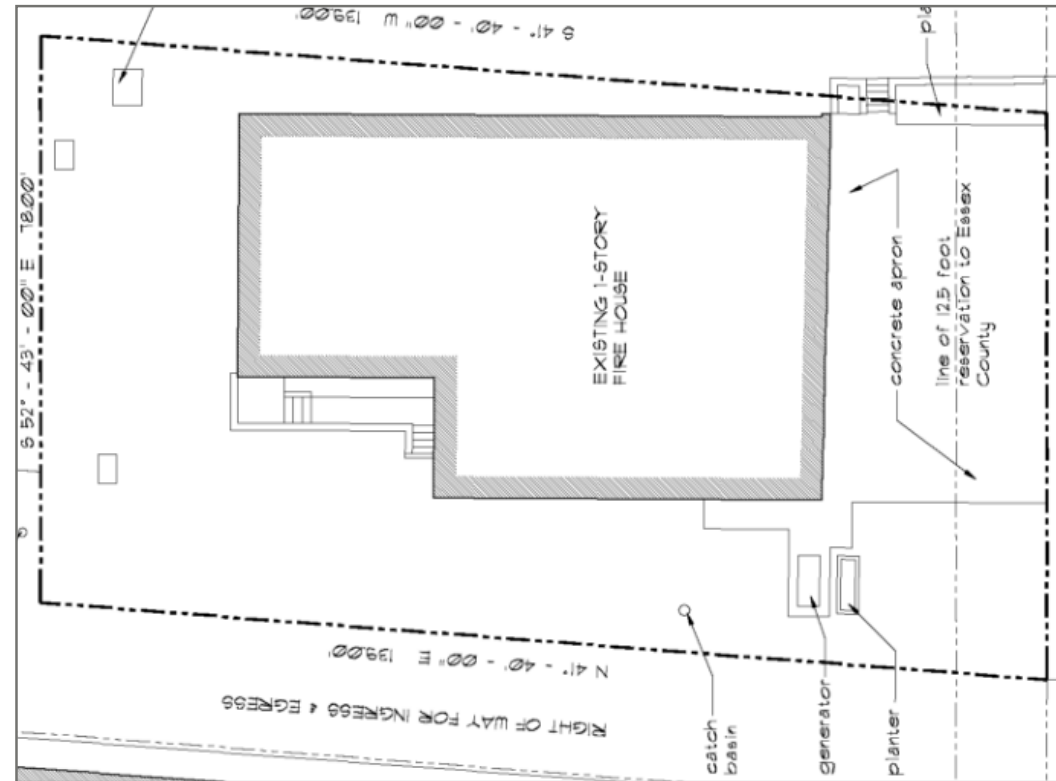 S 41° - 40' - 00" W 139.00'
pla
S 52° - 43' - 00" E 78.00'
EXISTING 1-STORY
FIRE HOUSE
concrete apron
line of 12.5 foot
reservation to Essex
County
N 41° - 40' - 00" E 139.00'
RIGHT OF WAY FOR INGRESS & EGRESS
catch
basin
generator
planter